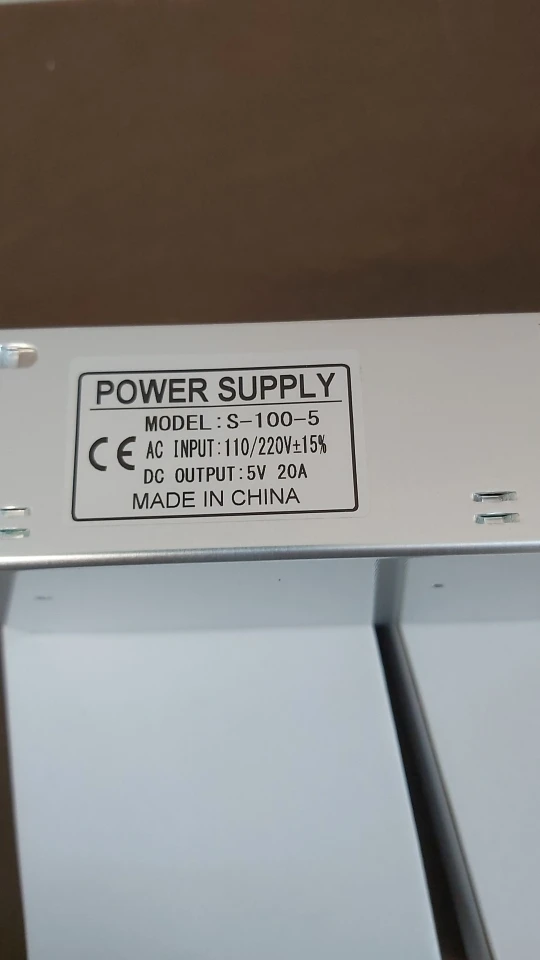 POWER SUPPLY
MODEL:S-100-5
CE AC INPUT:110/220V±15%
DC OUTPUT:5V 20A
MADE IN CHINA